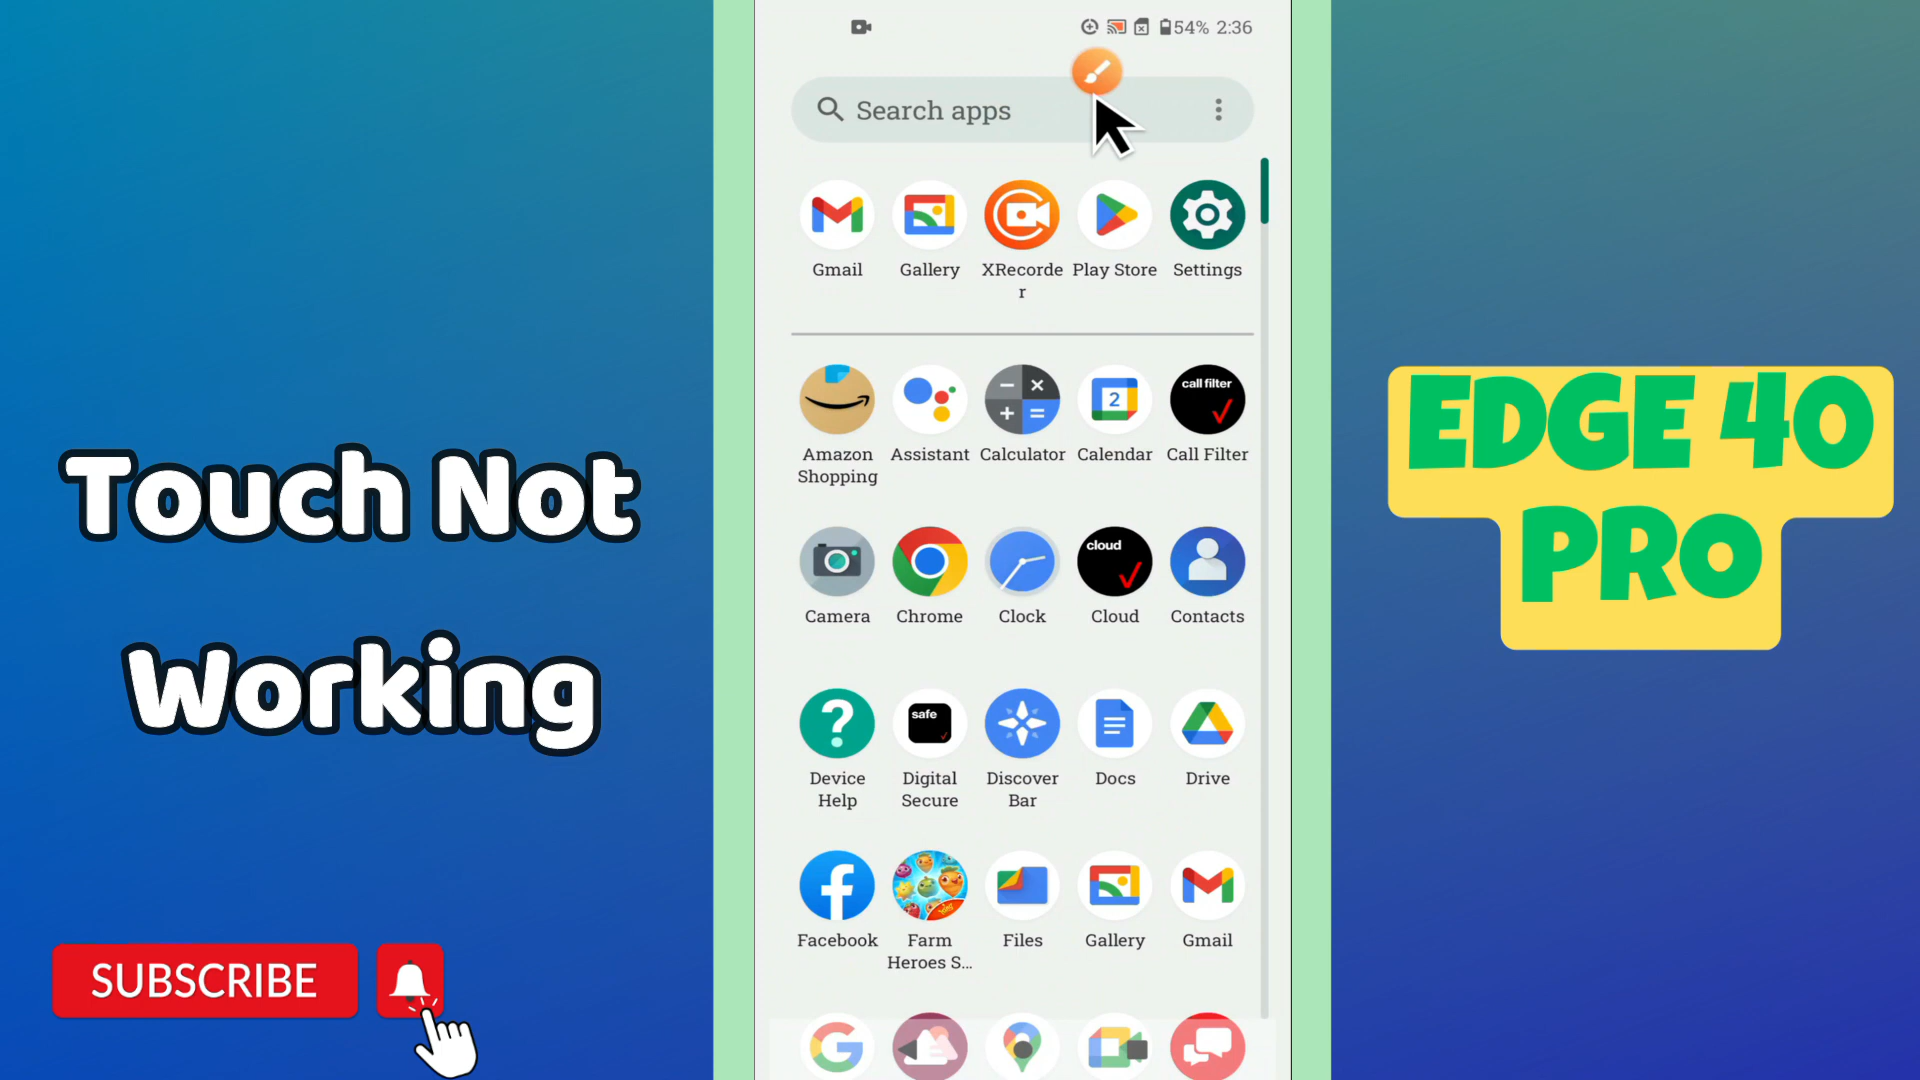 54% 2:36
Search apps
Gmail Gallery XRecorde Play Store Settings
r
call filter
2
Amazon Assistant Calculator Calendar Call Filter
Shopping
cloud
Camera Chrome Clock Cloud Contacts
safe
Device Digital Discover Docs Drive
Help Secure Bar
Facebook Farm Files Gallery Gmail
Heroes S...
Touch Not
Working
SUBSCRIBE
EDGE 40
PRO